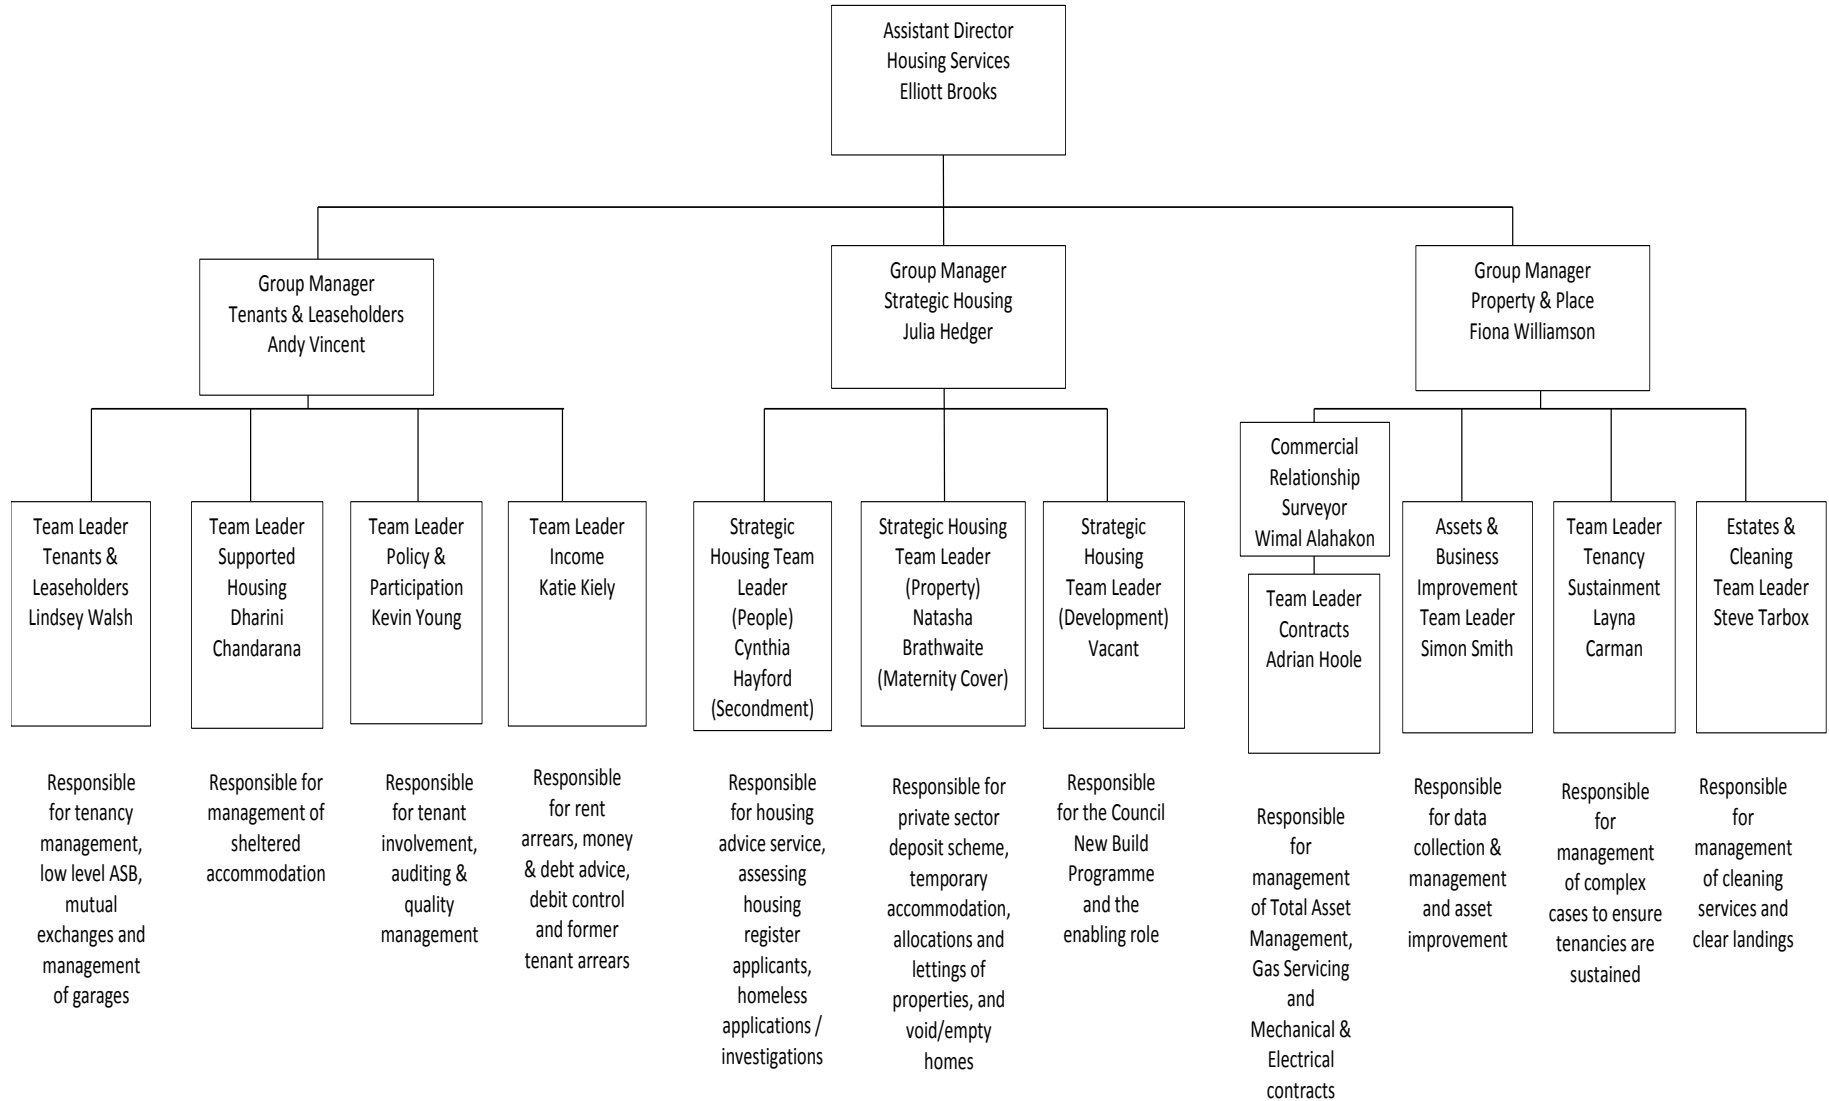 Assistant Director
Housing Services
Elliott Brooks
Group Manager
Tenants & Leaseholders
Andy Vincent
Group Manager
Strategic Housing
Julia Hedger
Group Manager
Property & Place
Fiona Williamson
Team Leader
Tenants &
Leaseholders
Lindsey Walsh
Team Leader
Supported
Housing
Dharini
Chandarana
Team Leader
Policy &
Participation
Kevin Young
Team Leader
Income
Katie Kiely
Strategic
Housing Team
Leader
(People)
Cynthia
Hayford
(Secondment)
Strategic Housing
Team Leader
(Property)
Natasha
Brathwaite
(Maternity Cover)
Strategic
Housing
Team Leader
(Development)
Vacant
Commercial
Relationship
Surveyor
Wimal Alahakon
Team Leader
Contracts
Adrian Hoole
Assets &
Business
Improvement
Team Leader
Simon Smith
Team Leader
Tenancy
Sustainment
Layna
Carman
Estates &
Cleaning
Team Leader
Steve Tarbox
Responsible
for tenancy
management,
low level ASB,
mutual
exchanges and
management
of garages
Responsible for
management of
sheltered
accommodation
Responsible
for tenant
involvement,
auditing &
quality
management
Responsible
for rent
arrears, money
& debt advice,
debit control
and former
tenant arrears
Responsible
for housing
advice service,
assessing
housing
register
applicants,
homeless
applications /
investigations
Responsible for
private sector
deposit scheme,
temporary
accommodation,
allocations and
lettings of
properties, and
void/empty
homes
Responsible
for the Council
New Build
Programme
and the
enabling role
Responsible
for
management
of Total Asset
Management,
Gas Servicing
and
Mechanical &
Electrical
contracts
Responsible
for data
collection &
management
and asset
improvement
Responsible
for
management
of complex
cases to ensure
tenancies are
sustained
Responsible
for
management
of cleaning
services and
clear landings